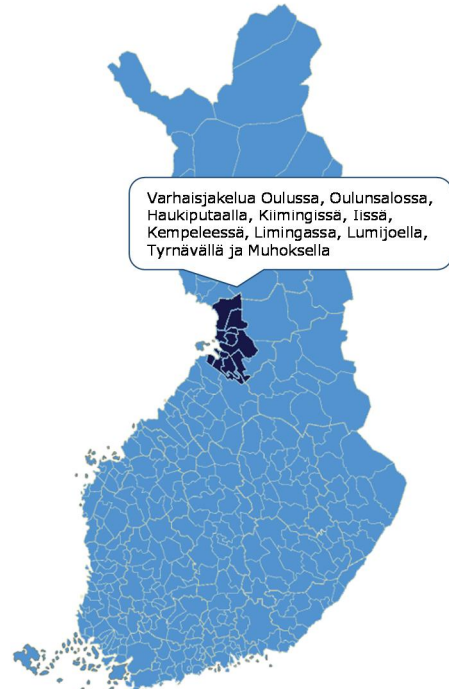 Varhaisjakelua Oulussa, Oulunsalossa,
Haukiputaalla, Kiimingissä, Iissä,
Kempeleessä, Limingassa, Lumijoella,
Tyrnävällä ja Muhoksella